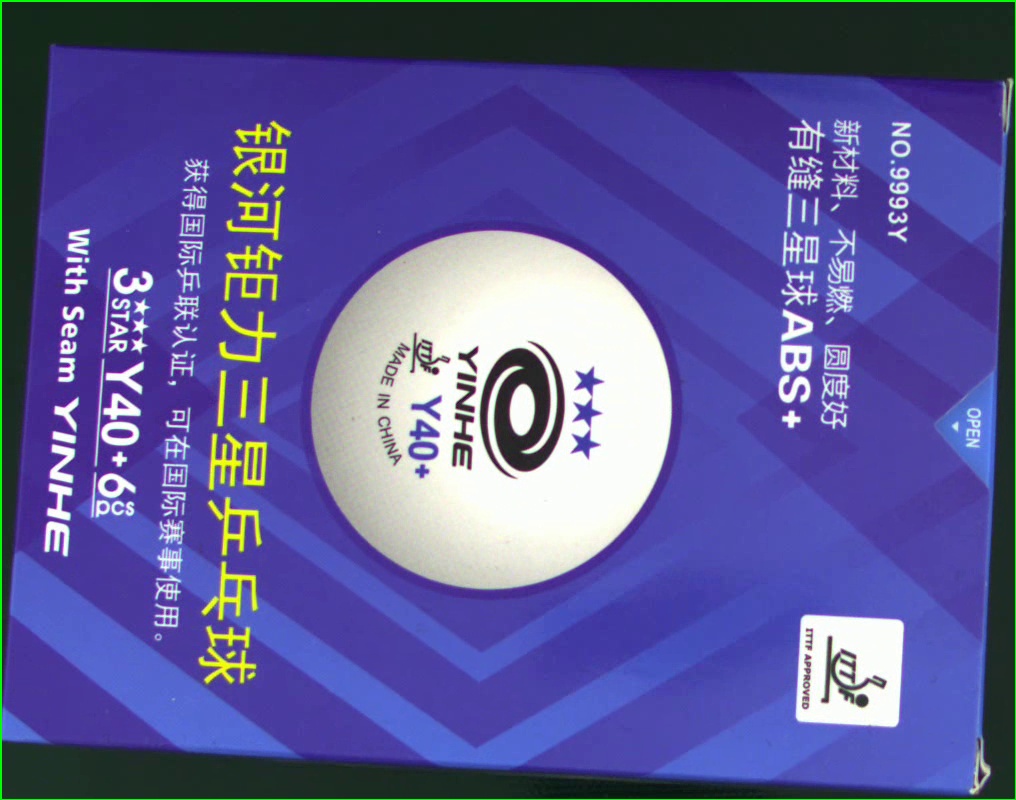 NO.9993Y
新材料、不易燃、圆度好
有缝三星球ABS+
OPEN
ITTF
ITTF APPROVED
YINHE
ITTF Y40+
MADE IN CHINA
银河钜力三星乒乓球
获得国际乒联认证，可在国际赛事使用。
3★★★ STAR Y40+ 6PCS
With Seam YINHE